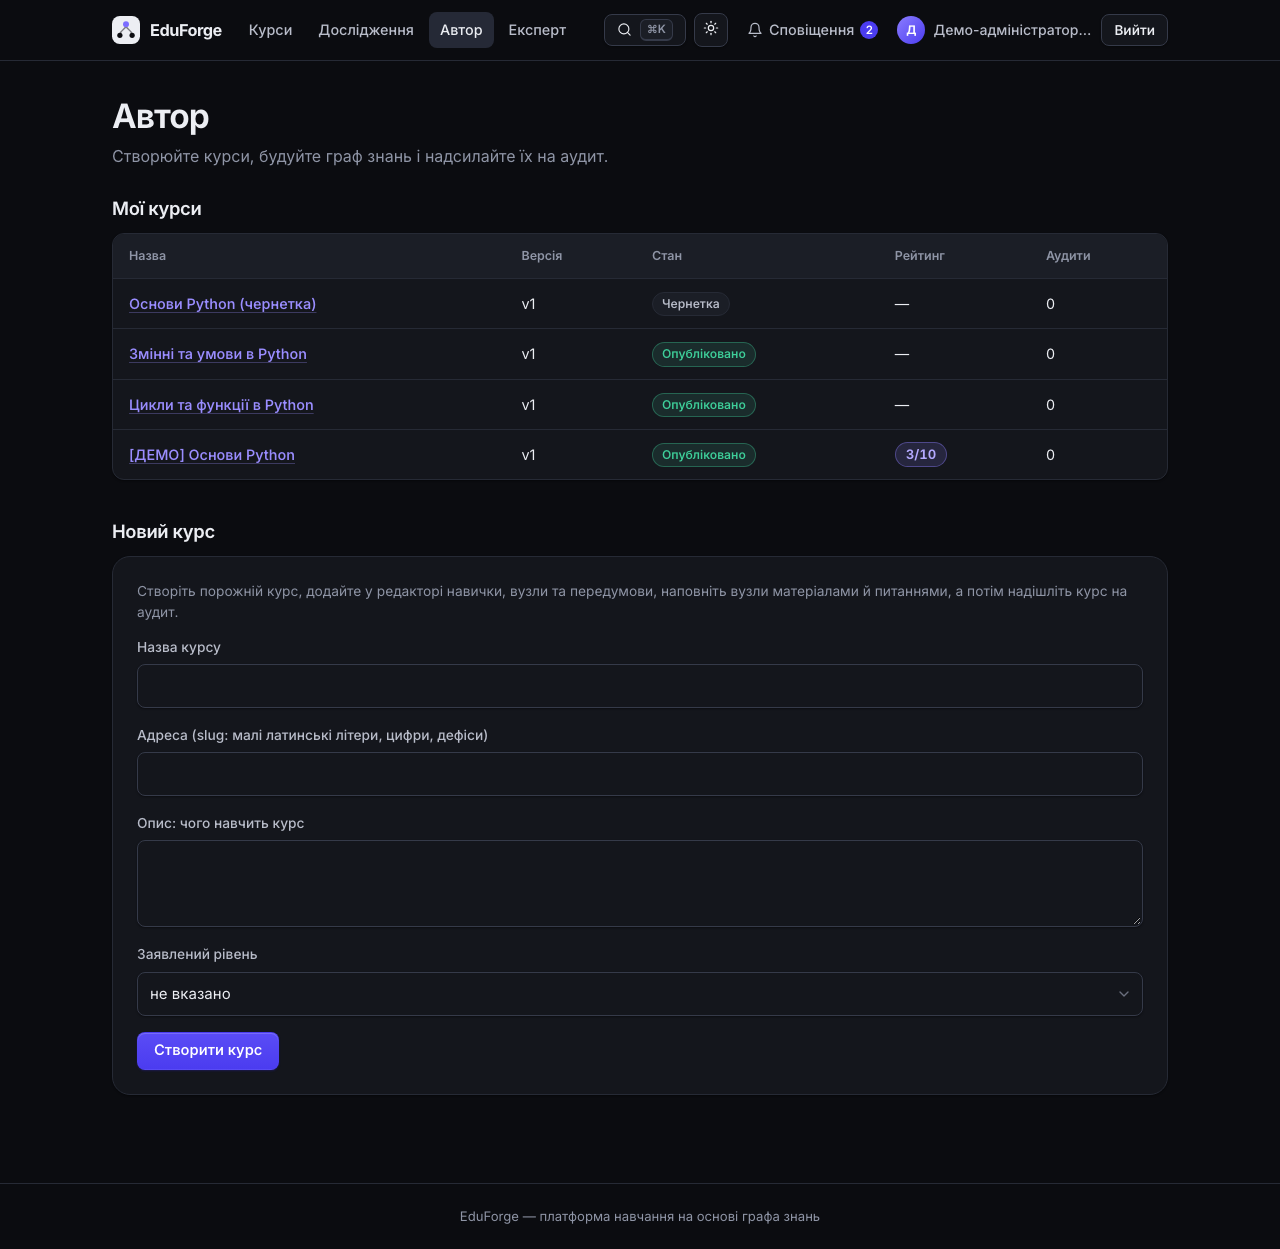 EduForge Курси Дослідження Автор Експерт ⌘K Сповіщення 2 Д Демо-адміністратор… Вийти
Автор
Створюйте курси, будуйте граф знань і надсилайте їх на аудит.
Мої курси
Назва Версія Стан Рейтинг Аудити
Основи Python (чернетка) v1 Чернетка — 0
Змінні та умови в Python v1 Опубліковано — 0
Цикли та функції в Python v1 Опубліковано — 0
[ДЕМО] Основи Python v1 Опубліковано 3/10 0
Новий курс
Створіть порожній курс, додайте у редакторі навички, вузли та передумови, наповніть вузли матеріалами й питаннями, а потім надішліть курс на
аудит.
Назва курсу
Адреса (slug: малі латинські літери, цифри, дефіси)
Опис: чого навчить курс
Заявлений рівень
не вказано
Створити курс
EduForge — платформа навчання на основі графа знань